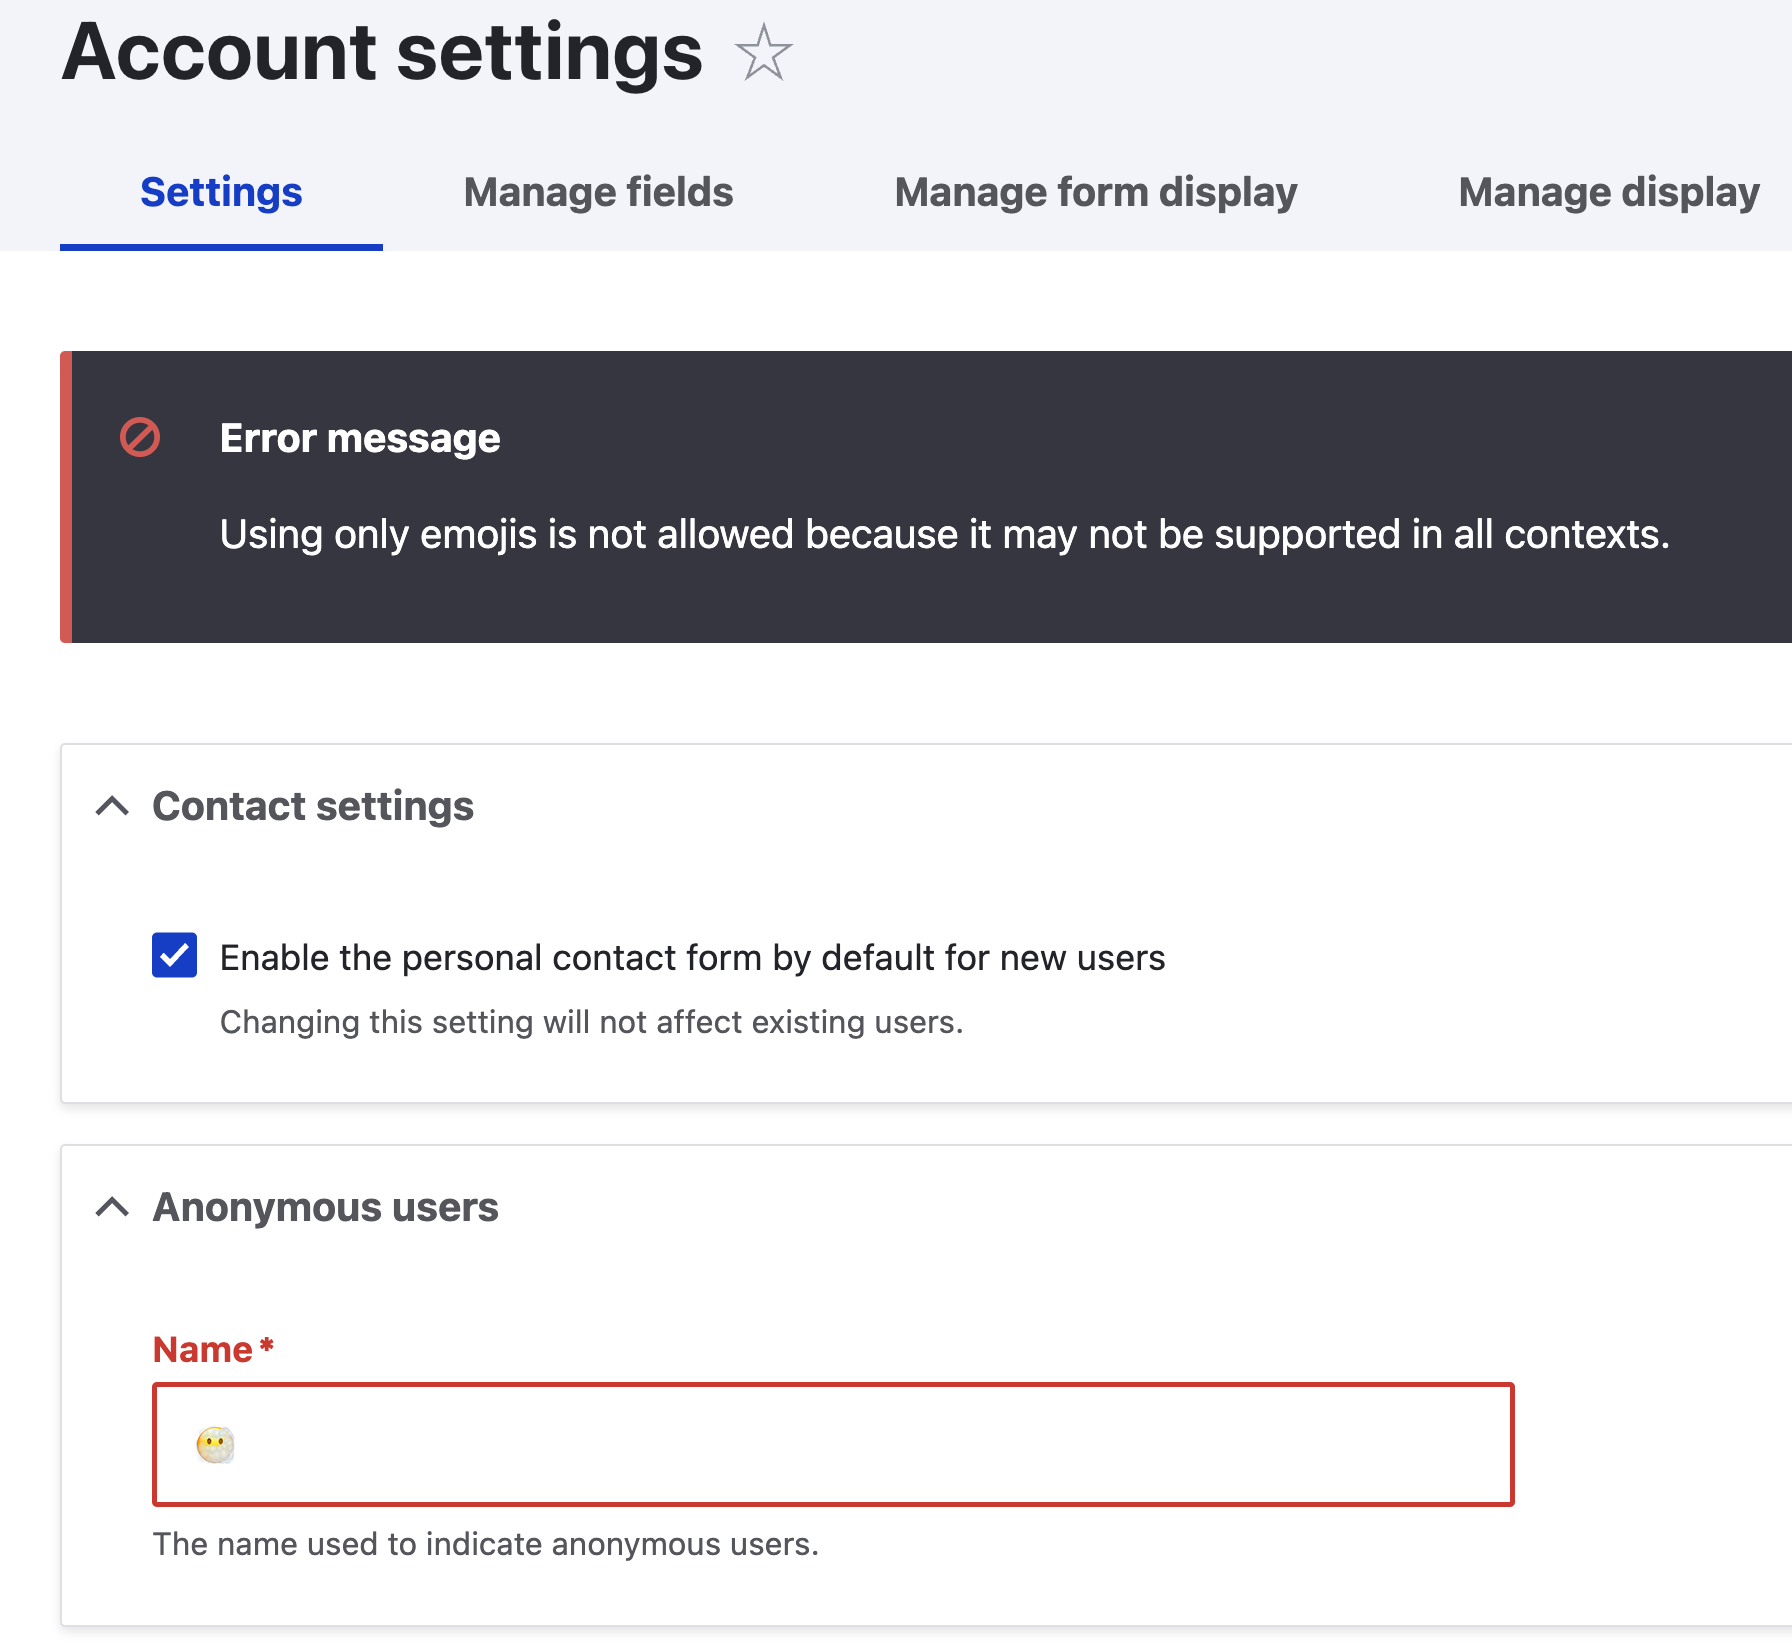 Account settings
Settings
Manage fields
Manage form display
Manage display
Error message
Using only emojis is not allowed because it may not be supported in all contexts.
Contact settings
Enable the personal contact form by default for new users
Changing this setting will not affect existing users.
Anonymous users
Name*
😶‍🌫️
The name used to indicate anonymous users.